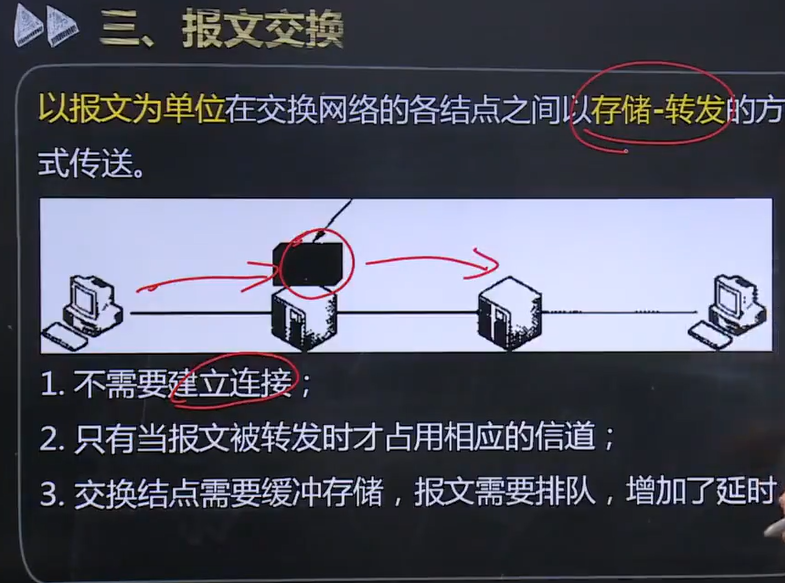 三、报文交换
以报文为单位在交换网络的各结点之间以存储-转发的方
式传送。
1. 不需要建立连接；
2. 只有当报文被转发时才占用相应的信道；
3. 交换结点需要缓冲存储，报文需要排队，增加了延时